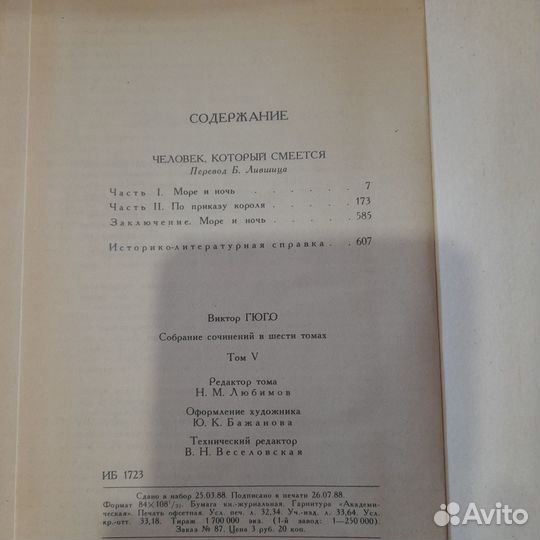 СОДЕРЖАНИЕ
ЧЕЛОВЕК, КОТОРЫЙ СМЕЕТСЯ
Перевод Б. Лившица
Часть I. Море и ночь . . . . . . 7
Часть II. По приказу короля . . . . . 173
Заключение. Море и ночь . . . . . 585
Историко-литературная справка . . 607
Виктор ГЮГО
Собрание сочинений в шести томах
Том V
Редактор тома
Н. М. Любимов
Оформление художника
Ю. К. Бажанова
Технический редактор
В. Н. Веселовская
ИБ 1723
Сдано в набор 25.03.88. Подписано к печати 26.07.88.
Формат 84×108¹/₃₂. Бумага кн.-журнальная. Гарнитура «Академи-
ческая». Печать офсетная. Усл. печ. л. 32,34. Уч.-изд. л. 33,64. Усл.
кр.-отт. 33,18. Тираж 1 700 000 экз. (1-й завод: 1—250 000).
Заказ № 87. Цена 3 руб. 20 коп.
Avito